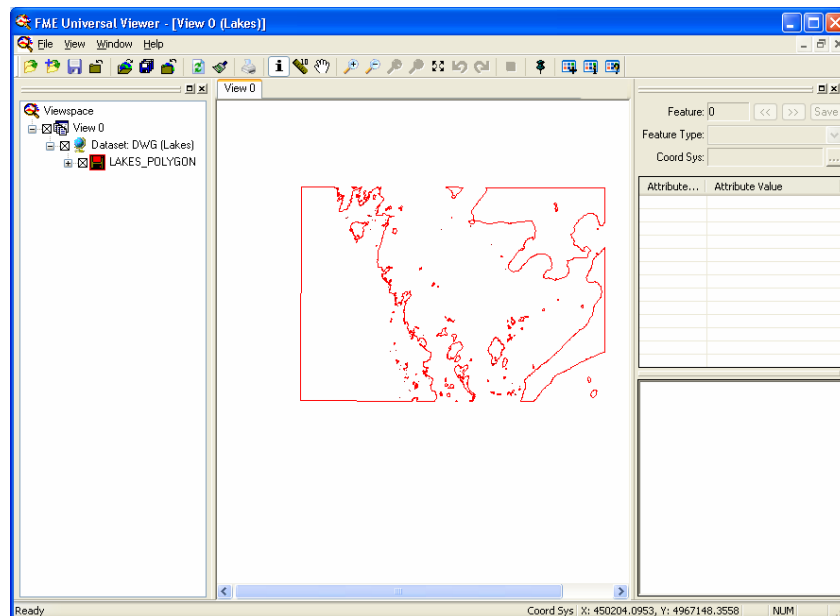 FME Universal Viewer - [View 0 (Lakes)]
File View Window Help
View 0
Viewspace
View 0
Dataset: DWG (Lakes)
LAKES_POLYGON
Feature: 0 << >> Save
Feature Type:
Coord Sys: ...
Attribute... Attribute Value
Ready
Coord Sys X: 450204.0953, Y: 4967148.3558 NUM